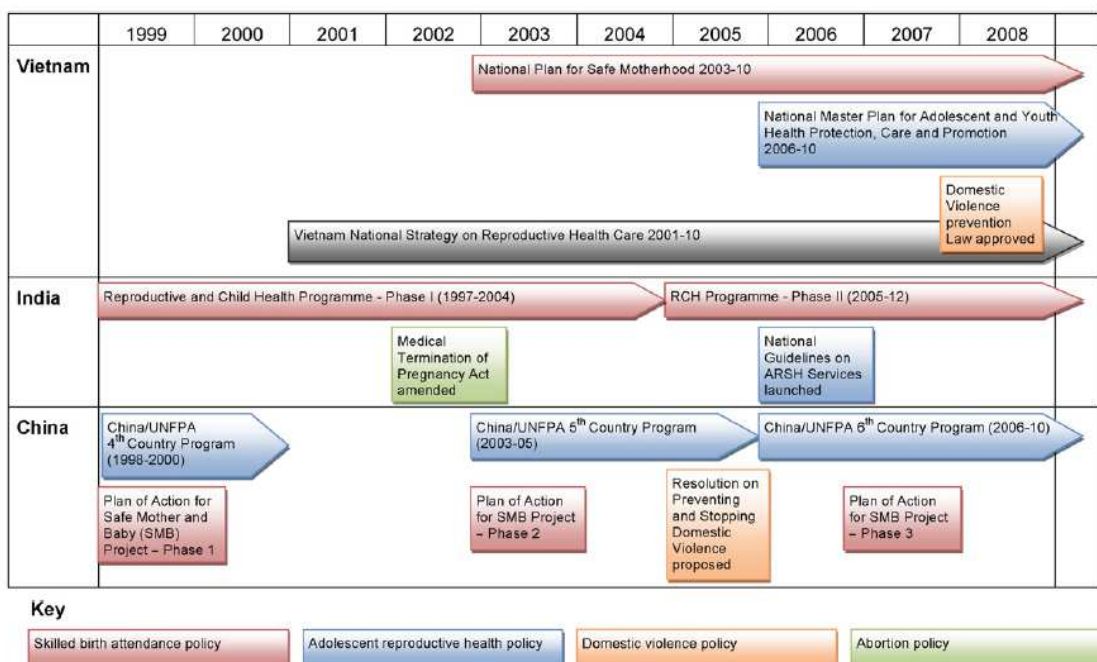 1999 2000 2001 2002 2003 2004 2005 2006 2007 2008
Vietnam
National Plan for Safe Motherhood 2003-10
National Master Plan for Adolescent and Youth
Health Protection, Care and Promotion
2006-10
Domestic
Violence
prevention
Law approved
Vietnam National Strategy on Reproductive Health Care 2001-10
India
Reproductive and Child Health Programme - Phase I (1997-2004)
RCH Programme - Phase II (2005-12)
Medical
Termination of
Pregnancy Act
amended
National
Guidelines on
ARSH Services
launched
China
China/UNFPA
4th Country Program
(1998-2000)
China/UNFPA 5th Country Program
(2003-05)
China/UNFPA 6th Country Program (2006-10)
Plan of Action for
Safe Mother and
Baby (SMB)
Project – Phase 1
Plan of Action
for SMB Project
– Phase 2
Resolution on
Preventing
and Stopping
Domestic
Violence
proposed
Plan of Action
for SMB Project
– Phase 3
Key
Skilled birth attendance policy
Adolescent reproductive health policy
Domestic violence policy
Abortion policy